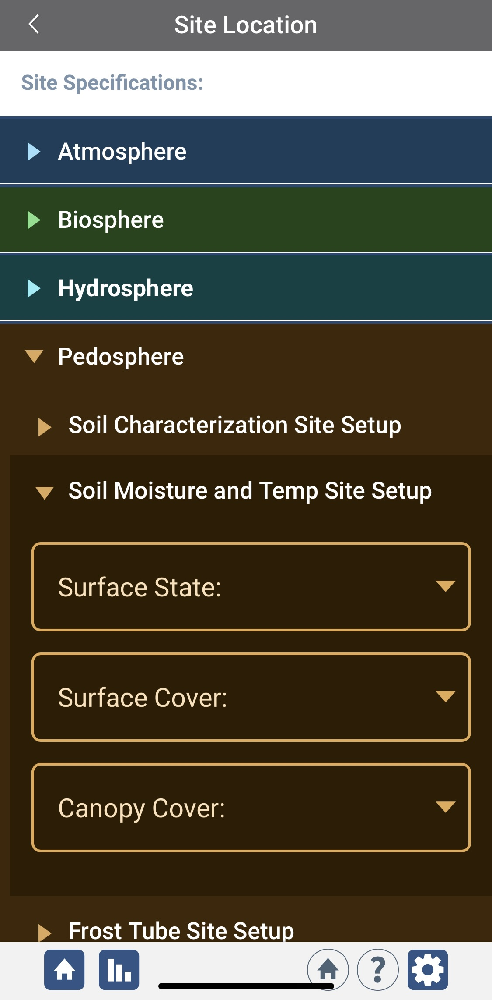 Site Location
Site Specifications:
Atmosphere
Biosphere
Hydrosphere
Pedosphere
Soil Characterization Site Setup
Soil Moisture and Temp Site Setup
Surface State:
Surface Cover:
Canopy Cover:
Frost Tube Site Setup
?